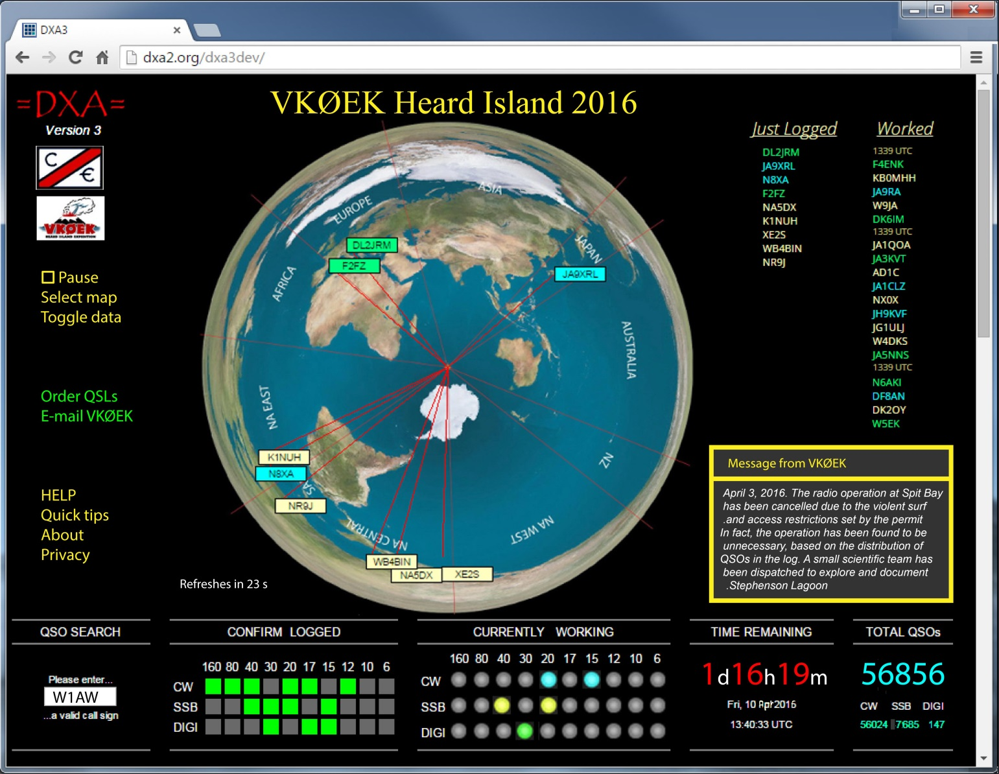 DXA3
dxa2.org/dxa3dev/
=DXA=
Version 3
C
€
VKØEK
HEARD ISLAND EXPEDITION
VKØEK Heard Island 2016
Pause
Select map
Toggle data
Order QSLs
E-mail VKØEK
HELP
Quick tips
About
Privacy
EUROPE
ASIA
JAPAN
AFRICA
AUSTRALIA
NA EAST
NZ
SA
NA CENTRAL
NA WEST
DL2JRM
F2FZ
JA9XRL
K1NUH
N8XA
NR9J
WB4BIN
NA5DX
XE2S
Refreshes in 23 s
Just Logged
DL2JRM
JA9XRL
N8XA
F2FZ
NA5DX
K1NUH
XE2S
WB4BIN
NR9J
Worked
1339 UTC
F4ENK
KB0MHH
JA9RA
W9JA
DK6IM
1339 UTC
JA1QOA
JA3KVT
AD1C
JA1CLZ
NX0X
JH9KVF
JG1ULJ
W4DKS
JA5NNS
1339 UTC
N6AKI
DF8AN
DK2OY
W5EK
Message from VKØEK
April 3, 2016. The radio operation at Spit Bay
has been cancelled due to the violent surf
.and access restrictions set by the permit
In fact, the operation has been found to be
unnecessary, based on the distribution of
QSOs in the log. A small scientific team has
been dispatched to explore and document
.Stephenson Lagoon
QSO SEARCH
Please enter...
W1AW
...a valid call sign
CONFIRM LOGGED
160 80 40 30 20 17 15 12 10 6
CW
SSB
DIGI
CURRENTLY WORKING
160 80 40 30 20 17 15 12 10 6
CW
SSB
DIGI
TIME REMAINING
1d16h19m
Fri, 10 Apr 2016
13:40:33 UTC
TOTAL QSOs
56856
CW SSB DIGI
56024 7685 147